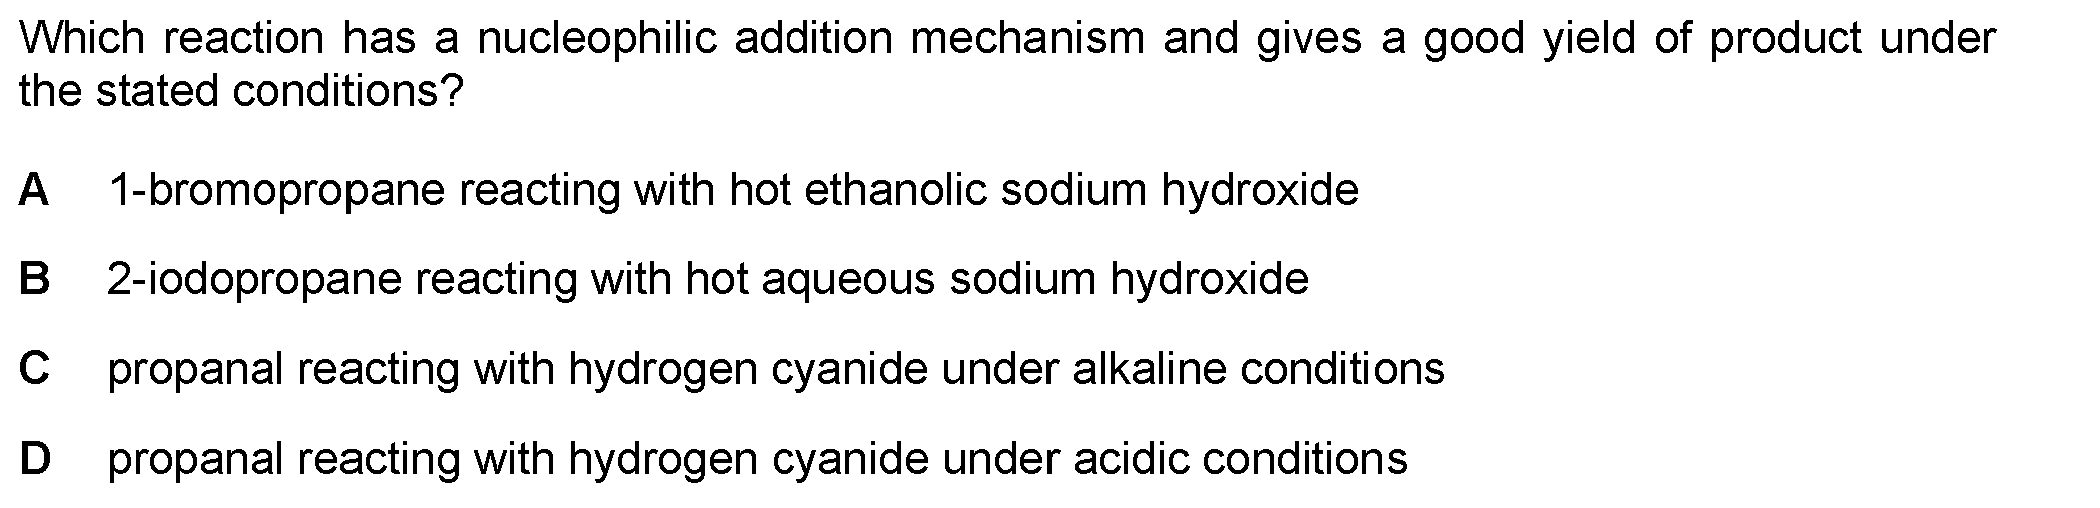 Which reaction has a nucleophilic addition mechanism and gives a good yield of product under
the stated conditions?
A 1-bromopropane reacting with hot ethanolic sodium hydroxide
B 2-iodopropane reacting with hot aqueous sodium hydroxide
C propanal reacting with hydrogen cyanide under alkaline conditions
D propanal reacting with hydrogen cyanide under acidic conditions